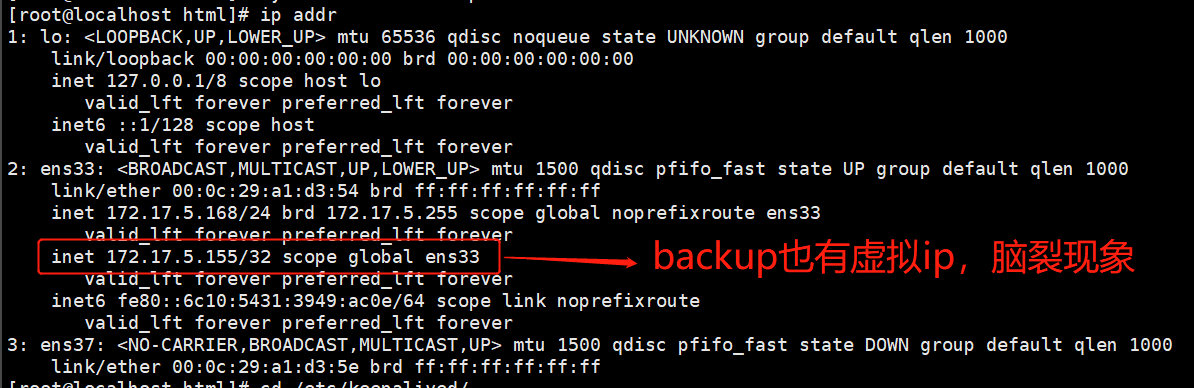 [root@localhost html]# ip addr
1: lo: <LOOPBACK,UP,LOWER_UP> mtu 65536 qdisc noqueue state UNKNOWN group default qlen 1000
    link/loopback 00:00:00:00:00:00 brd 00:00:00:00:00:00
    inet 127.0.0.1/8 scope host lo
       valid_lft forever preferred_lft forever
    inet6 ::1/128 scope host
       valid_lft forever preferred_lft forever
2: ens33: <BROADCAST,MULTICAST,UP,LOWER_UP> mtu 1500 qdisc pfifo_fast state UP group default qlen 1000
    link/ether 00:0c:29:a1:d3:54 brd ff:ff:ff:ff:ff:ff
    inet 172.17.5.168/24 brd 172.17.5.255 scope global noprefixroute ens33
       valid_lft forever preferred_lft forever
    inet 172.17.5.155/32 scope global ens33
backup也有虚拟ip，脑裂现象
       valid_lft forever preferred_lft forever
    inet6 fe80::6c10:5431:3949:ac0e/64 scope link noprefixroute
       valid_lft forever preferred_lft forever
3: ens37: <NO-CARRIER,BROADCAST,MULTICAST,UP> mtu 1500 qdisc pfifo_fast state DOWN group default qlen 1000
    link/ether 00:0c:29:a1:d3:5e brd ff:ff:ff:ff:ff:ff
[root@localhost html]# cd /etc/keepalived/